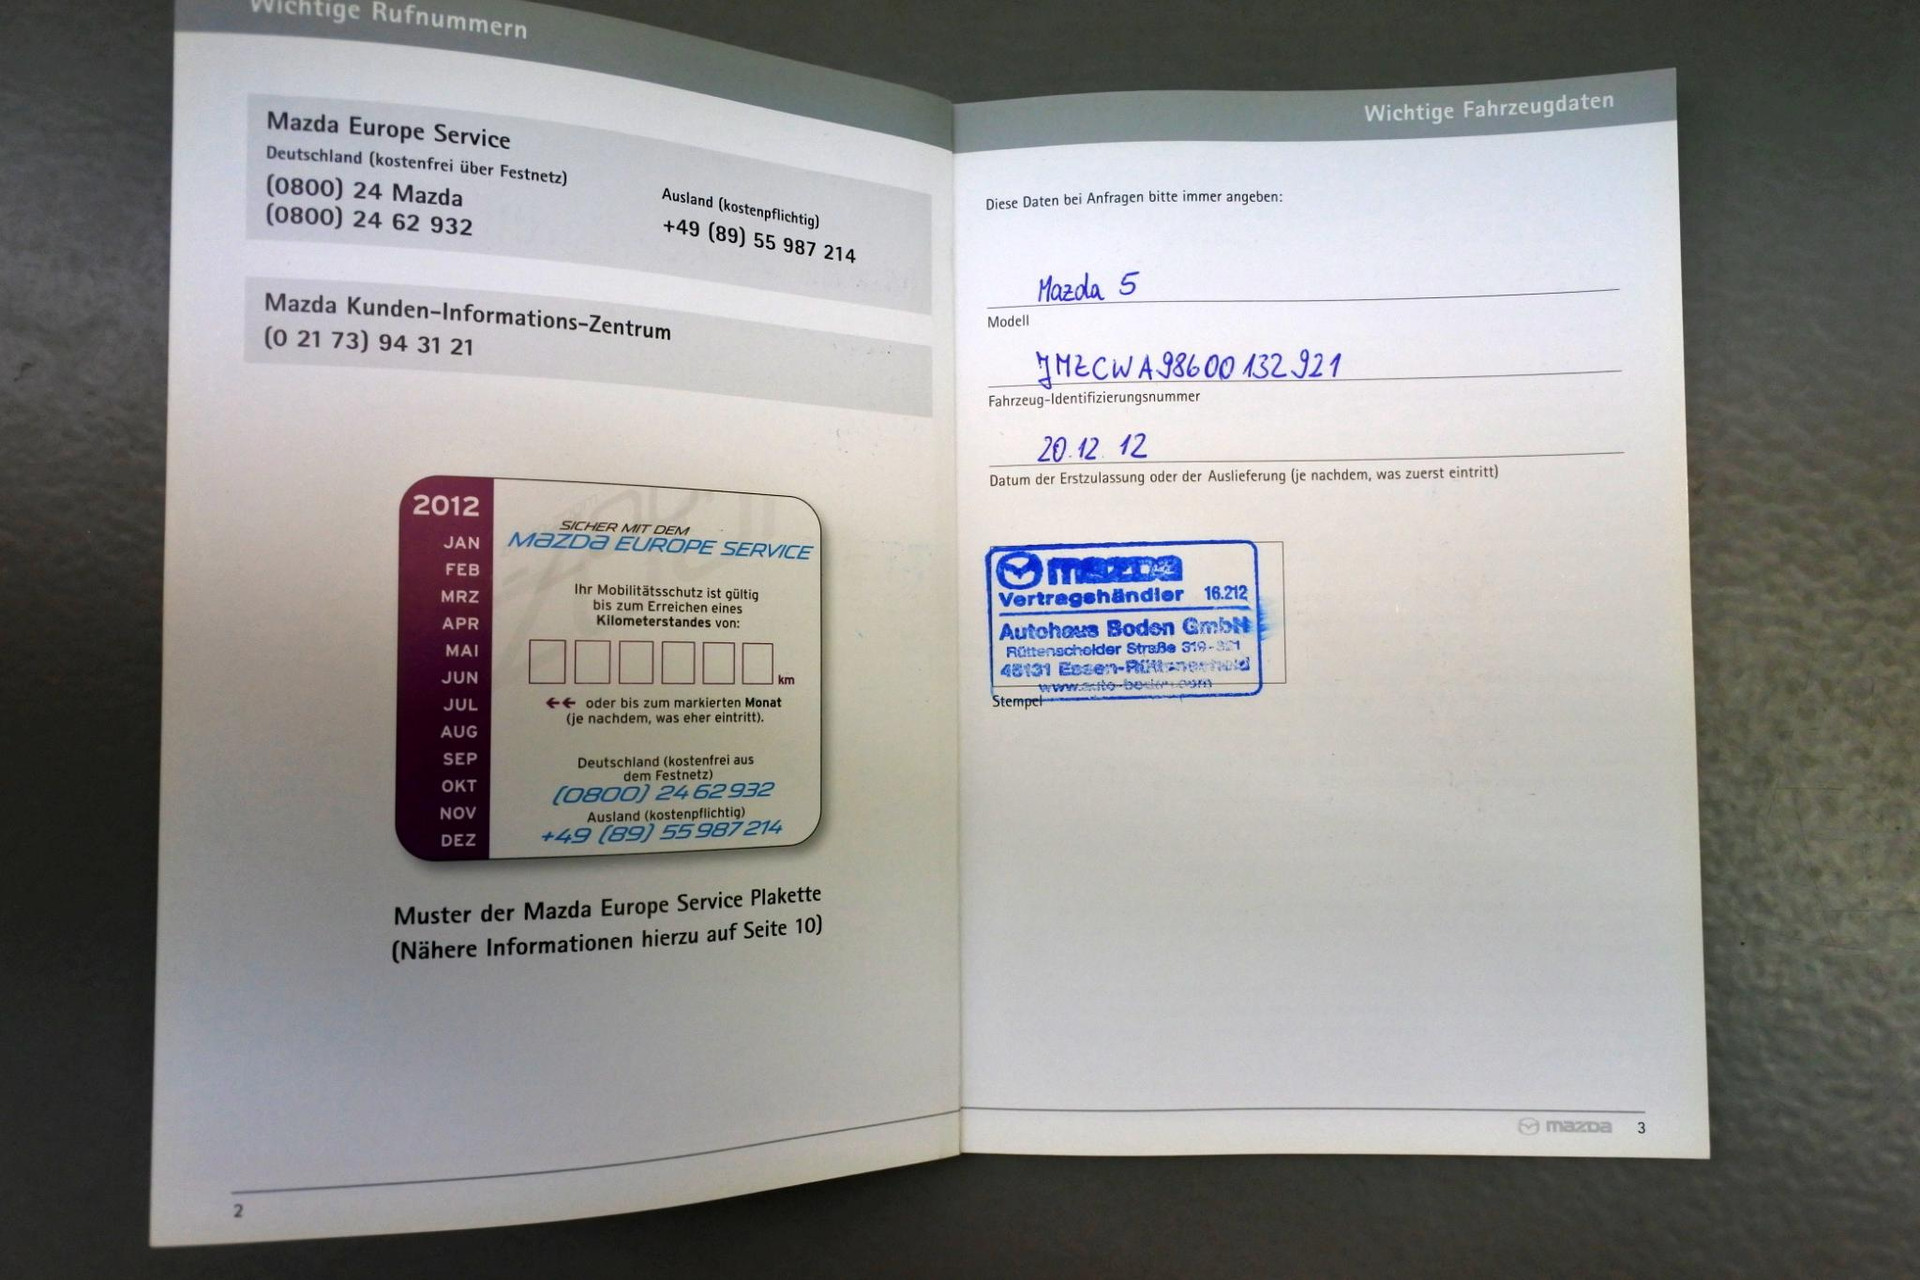 Wichtige Rufnummern
Mazda Europe Service
Deutschland (kostenfrei über Festnetz)
(0800) 24 Mazda
(0800) 24 62 932
Ausland (kostenpflichtig)
+49 (89) 55 987 214
Mazda Kunden-Informations-Zentrum
(0 21 73) 94 31 21
2012
JAN
FEB
MRZ
APR
MAI
JUN
JUL
AUG
SEP
OKT
NOV
DEZ
SICHER MIT DEM
mazda EUROPE SERVICE
Ihr Mobilitätsschutz ist gültig
bis zum Erreichen eines
Kilometerstandes von:
km
oder bis zum markierten Monat
(je nachdem, was eher eintritt).
Deutschland (kostenfrei aus
dem Festnetz)
(0800) 24 62 932
Ausland (kostenpflichtig)
+49 (89) 55 987 214
Muster der Mazda Europe Service Plakette
(Nähere Informationen hierzu auf Seite 10)
2
Wichtige Fahrzeugdaten
Diese Daten bei Anfragen bitte immer angeben:
Mazda 5
Modell
JMZCWA98600132921
Fahrzeug-Identifizierungsnummer
20.12.12
Datum der Erstzulassung oder der Auslieferung (je nachdem, was zuerst eintritt)
mazda
Vertragshändler 16.212
Autohaus Boden GmbH
Rüttenscheider Straße 319-321
45131 Essen-Rüttenscheid
www.auto-boden.com
Stempel
mazda 3